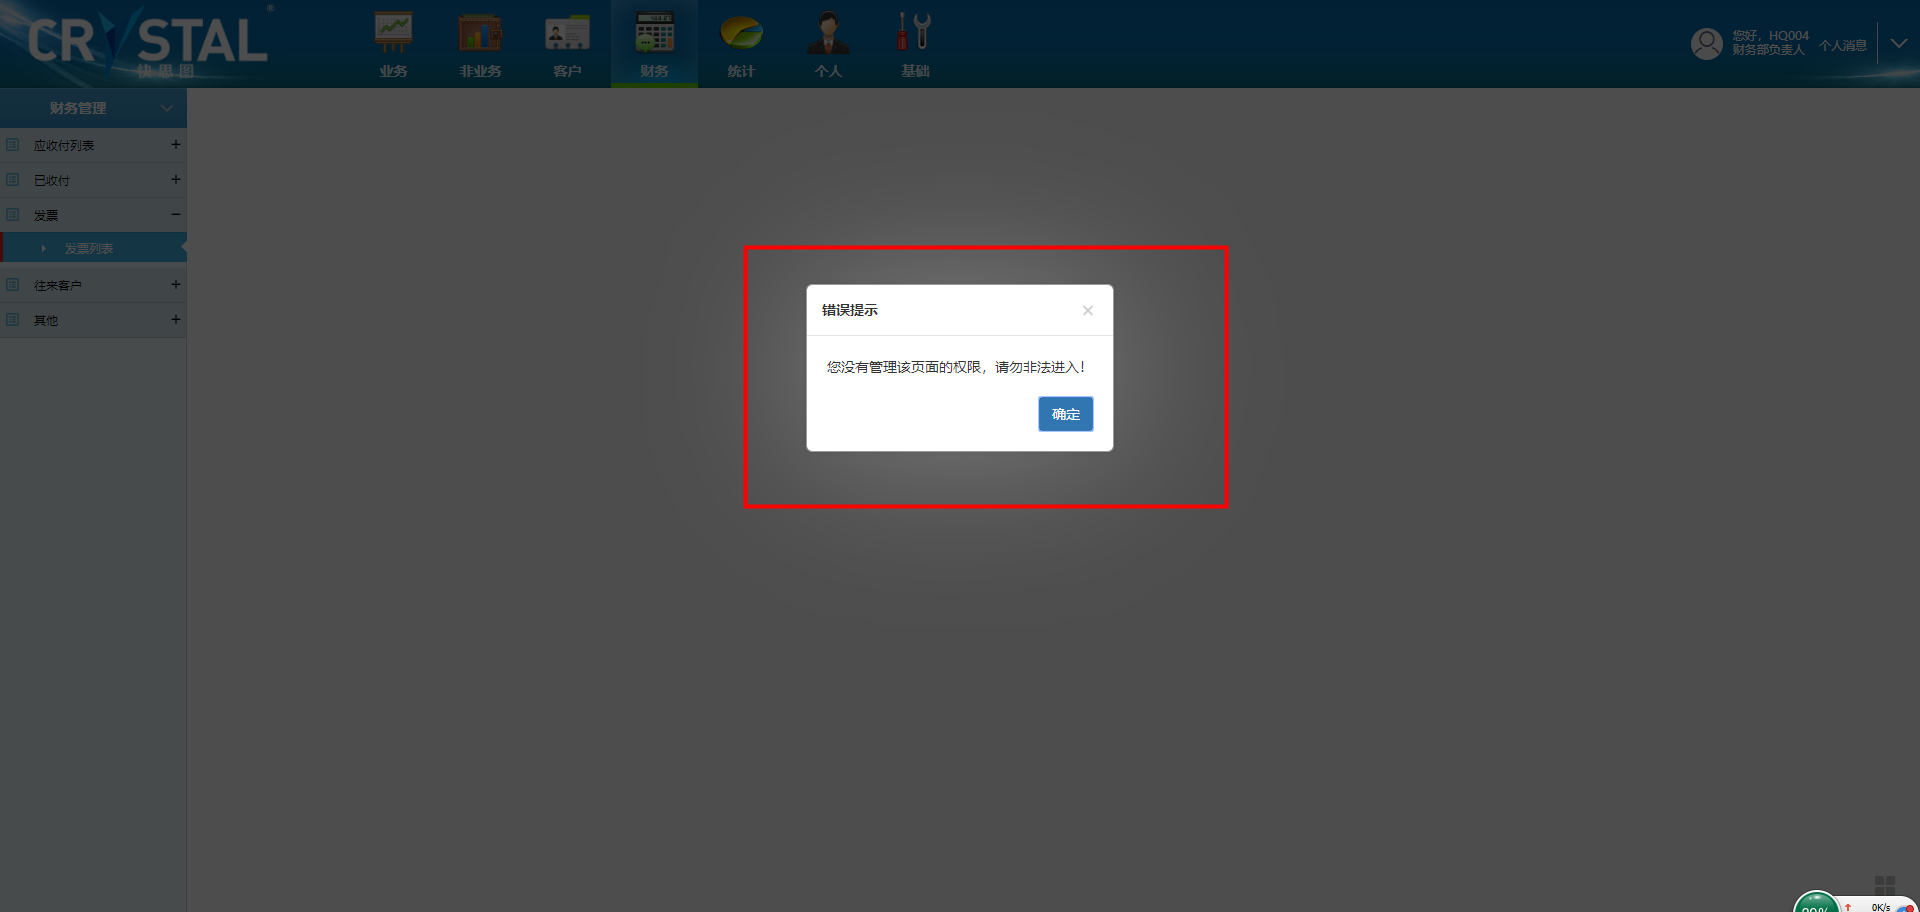 CRYSTAL
®
快思图
业务
非业务
客户
财务
统计
个人
基础
您好，HQ004
财务部负责人
个人消息
财务管理
应收付列表
已收付
发票
发票列表
往来客户
其他
错误提示
×
您没有管理该页面的权限，请勿非法进入！
确定
0K/s